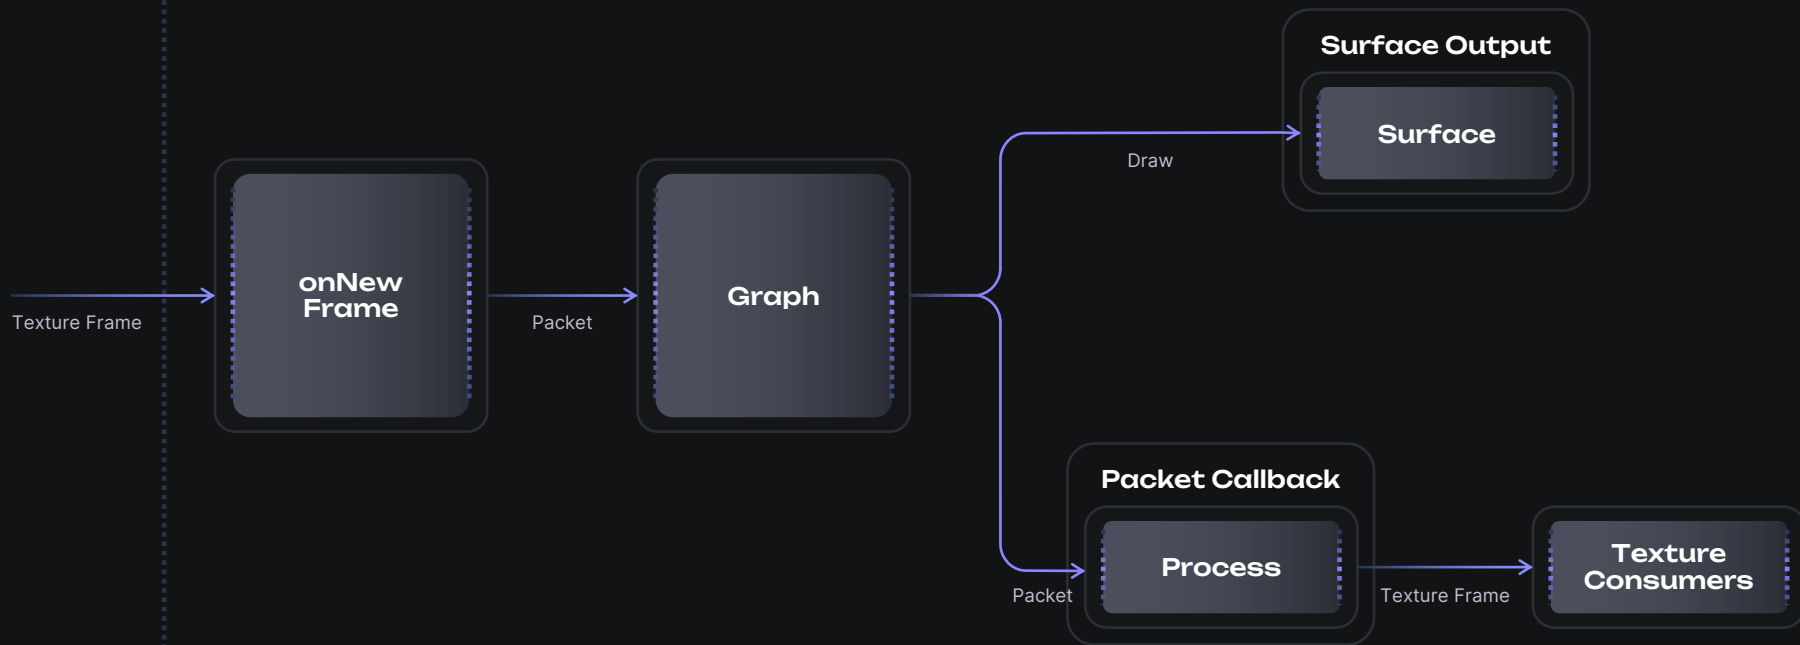 Surface Output
Surface
Draw
onNew
Frame
Graph
Texture Frame
Packet
Packet Callback
Process
Packet
Texture Frame
Texture
Consumers